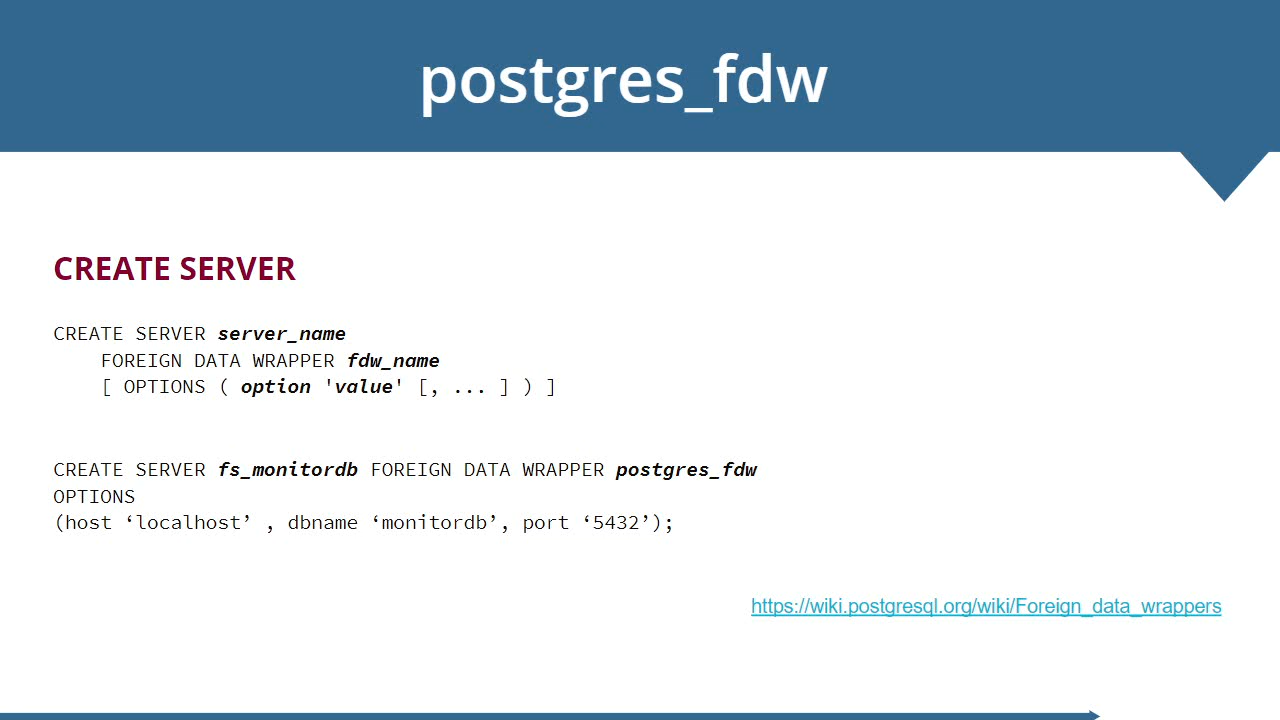 postgres_fdw
CREATE SERVER
CREATE SERVER server_name
FOREIGN DATA WRAPPER fdw_name
[ OPTIONS ( option 'value' [, ... ] ) ]
CREATE SERVER fs_monitordb FOREIGN DATA WRAPPER postgres_fdw
OPTIONS
(host ‘localhost’ , dbname ‘monitordb’, port ‘5432’);
https://wiki.postgresql.org/wiki/Foreign_data_wrappers